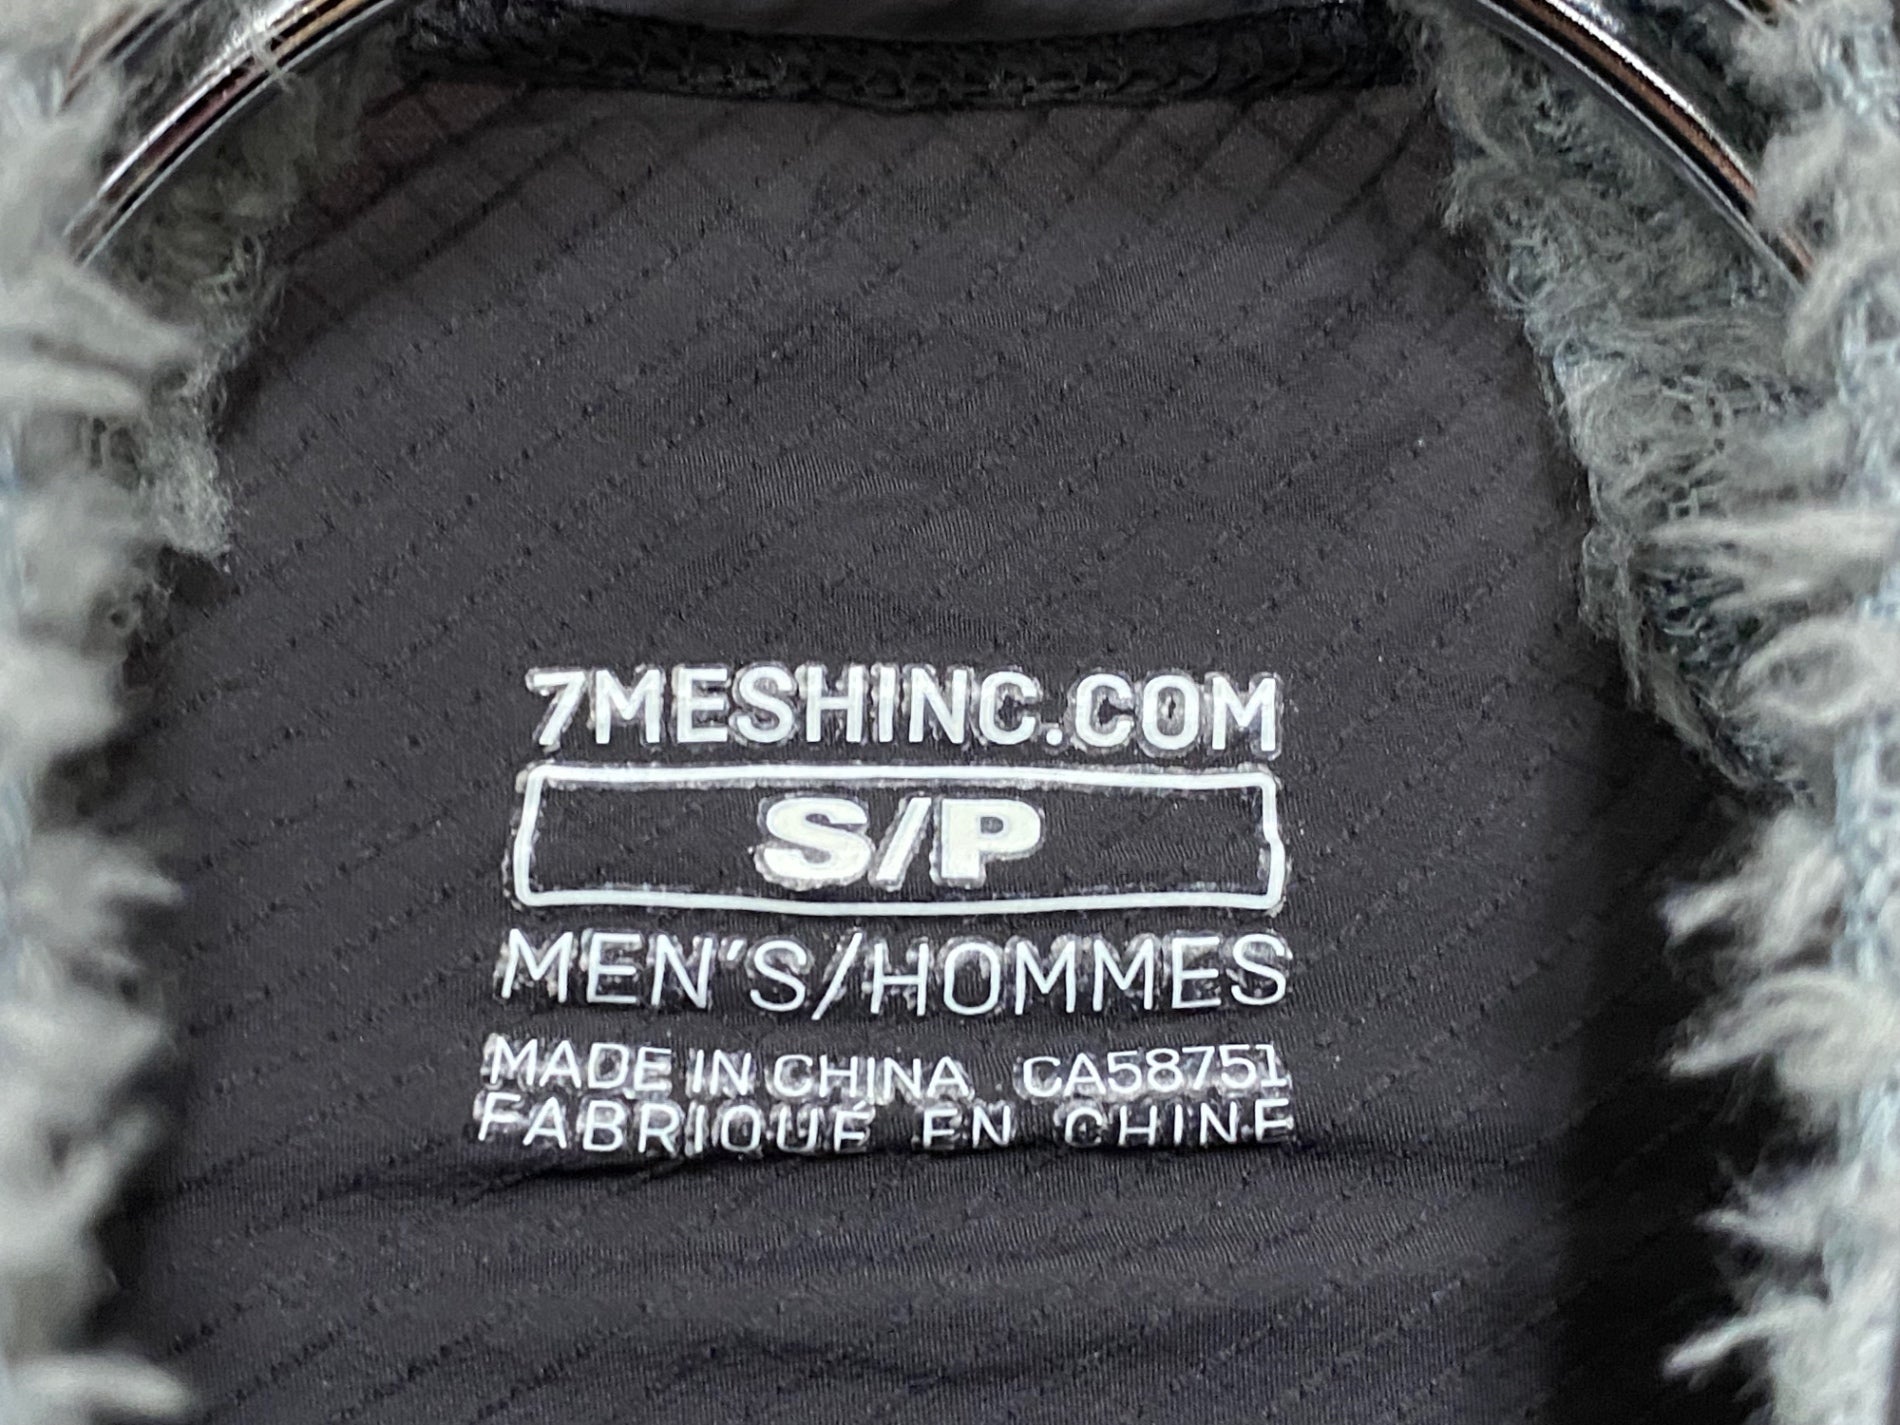 7MESHINC.COM
S/P
MEN'S/HOMMES
MADE IN CHINA CA58751
FABRIQUÉ EN CHINE